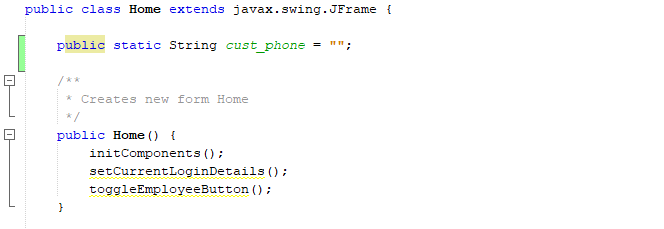 public class Home extends javax.swing.JFrame {
public static String cust_phone = "";
/**
* Creates new form Home
*/
public Home() {
initComponents();
setCurrentLoginDetails();
toggleEmployeeButton();
}